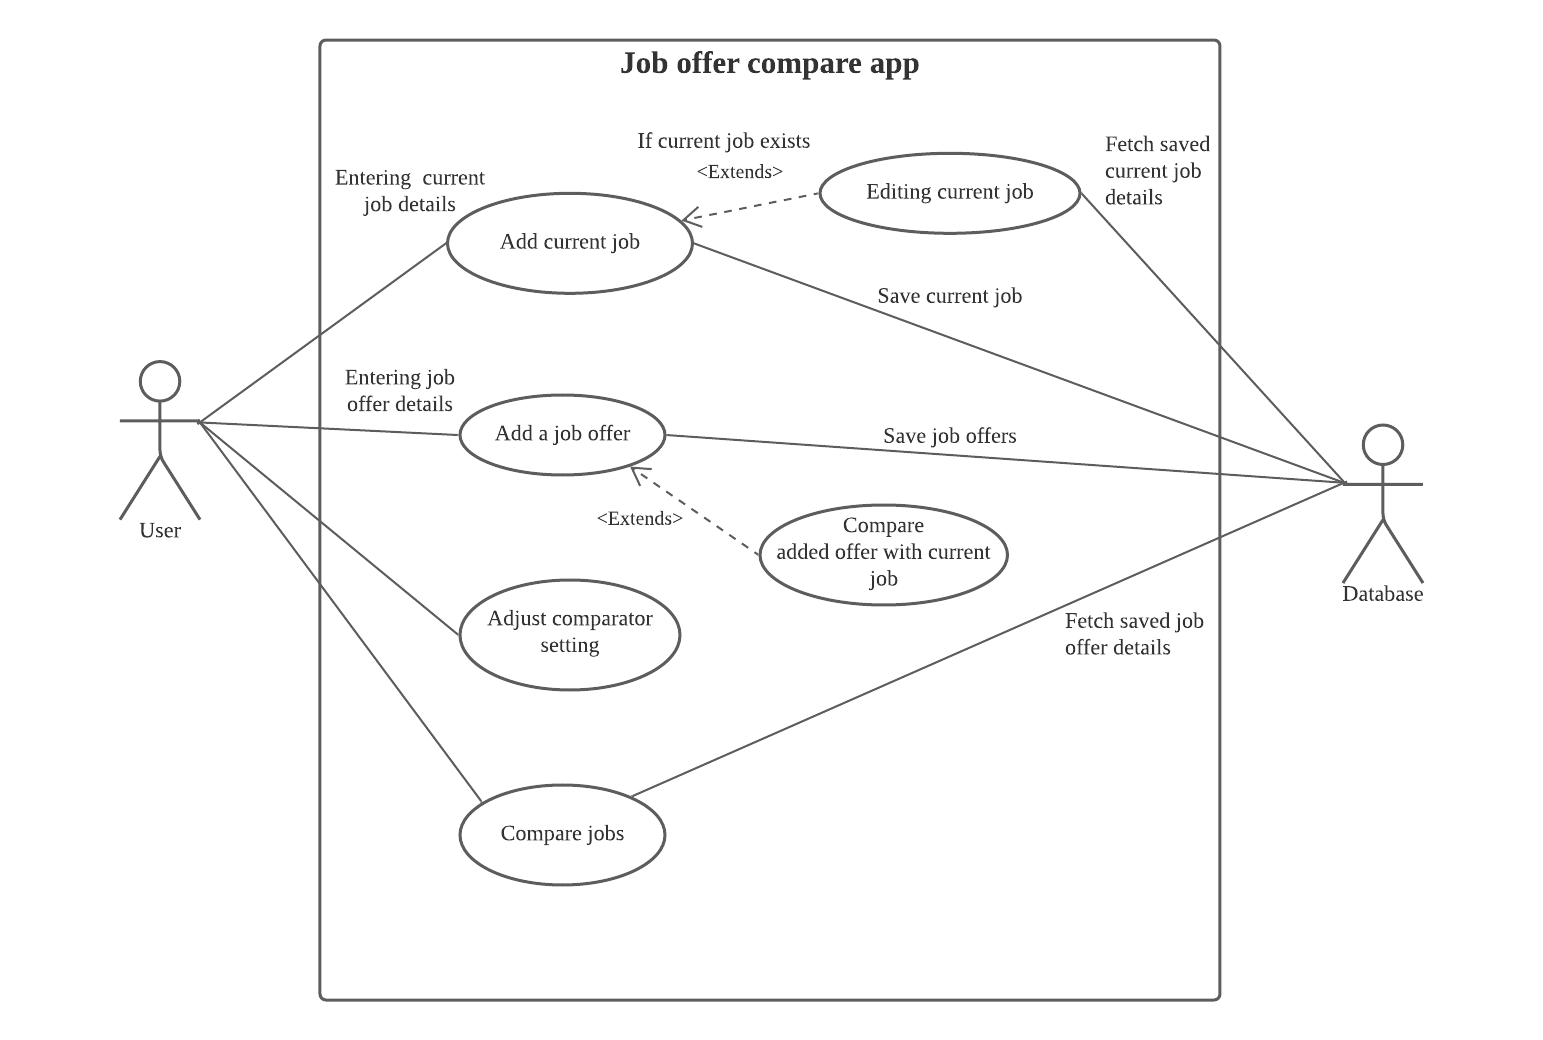 Job offer compare app
If current job exists
<Extends>
Fetch saved
current job
details
Entering  current
job details
Editing current job
Add current job
Save current job
Entering job
offer details
Add a job offer
Save job offers
<Extends>
Compare
added offer with current
job
User
Database
Adjust comparator
setting
Fetch saved job
offer details
Compare jobs